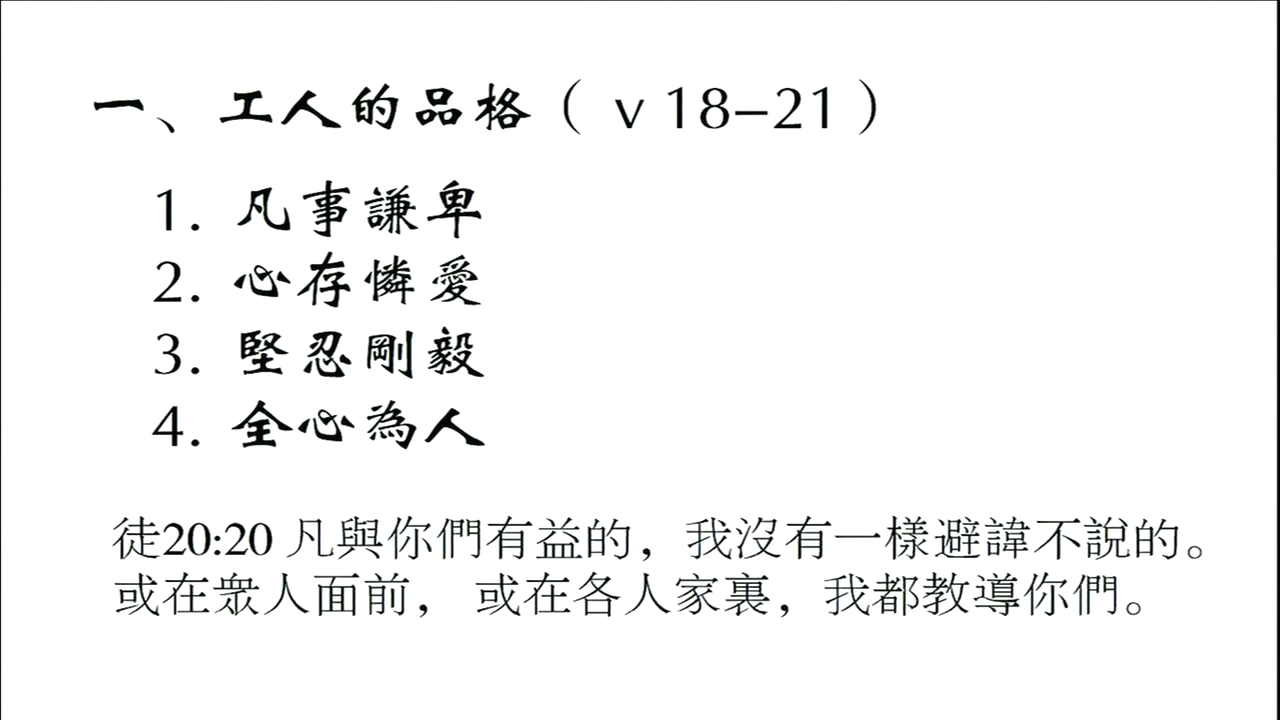 一、工人的品格（v18–21）
1. 凡事謙卑
2. 心存憐愛
3. 堅忍剛毅
4. 全心為人
徒20:20 凡與你們有益的，我沒有一樣避諱不說的。
或在衆人面前， 或在各人家裏，我都教導你們。